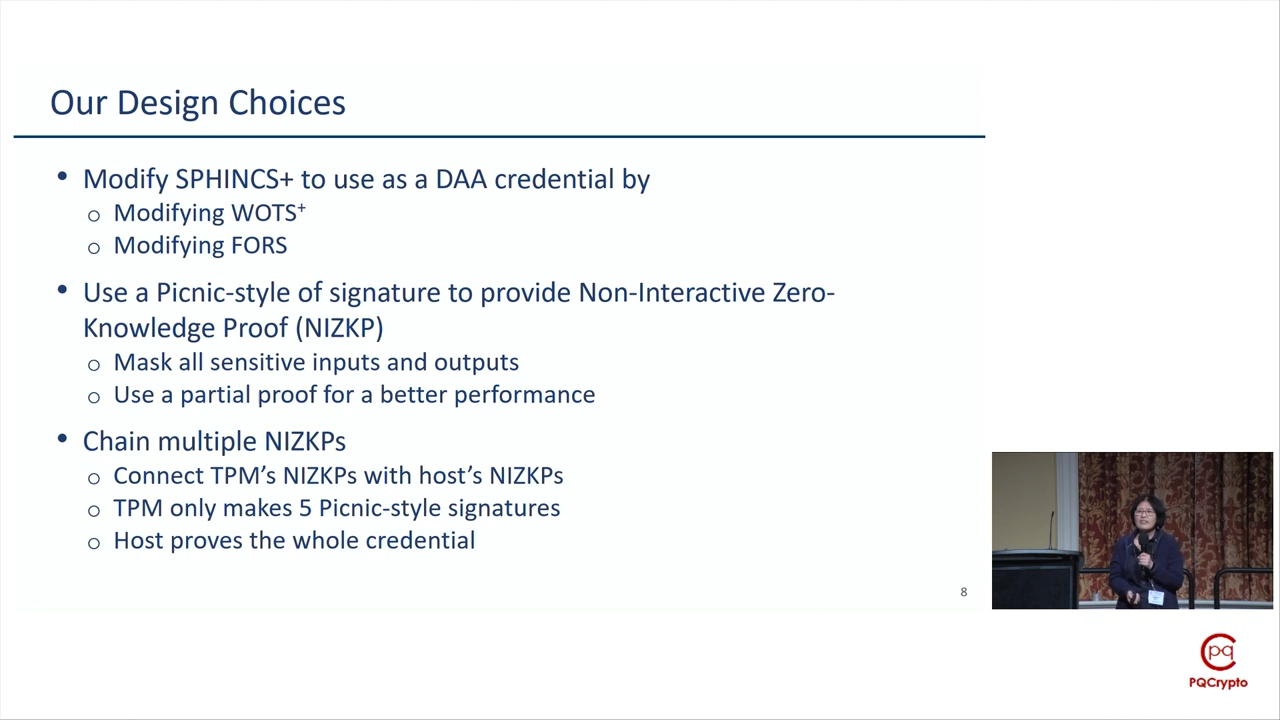 Our Design Choices
• Modify SPHINCS+ to use as a DAA credential by
o Modifying WOTS⁺
o Modifying FORS
• Use a Picnic-style of signature to provide Non-Interactive Zero-
Knowledge Proof (NIZKP)
o Mask all sensitive inputs and outputs
o Use a partial proof for a better performance
• Chain multiple NIZKPs
o Connect TPM’s NIZKPs with host’s NIZKPs
o TPM only makes 5 Picnic-style signatures
o Host proves the whole credential
8
pq
PQCrypto